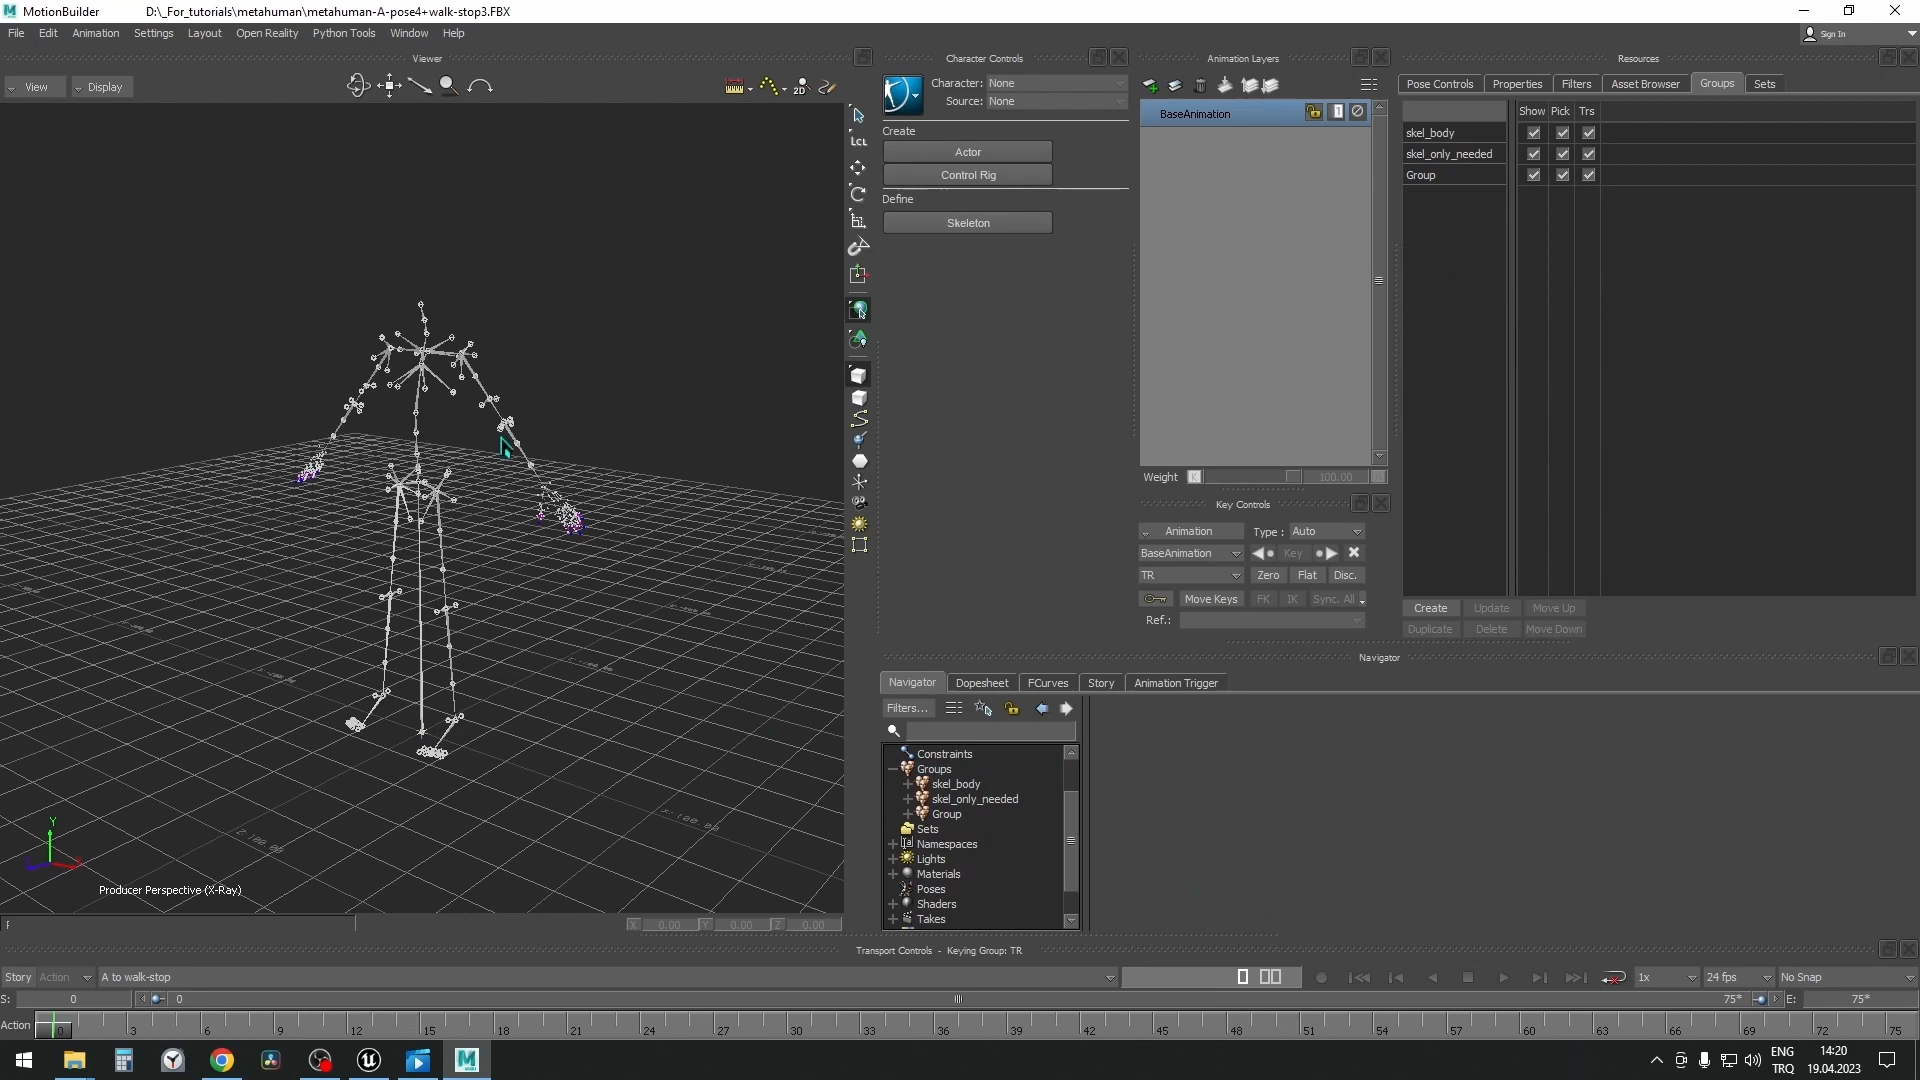 MotionBuilder D:\_For_tutorials\metahuman\metahuman-A-pose4+walk-stop3.FBX
File Edit Animation Settings Layout Open Reality Python Tools Window Help
Sign In
Viewer
View Display
2D
LCL
Producer Perspective (X-Ray)
X 0.00 Y 0.00 Z 0.00
Character Controls
Character: None
Source: None
Create
Actor
Control Rig
Define
Skeleton
Animation Layers
BaseAnimation
Weight K 100.00
Key Controls
Animation Type : Auto
BaseAnimation Key
TR Zero Flat Disc.
Move Keys FK IK Sync. All
Ref.:
Resources
Pose Controls Properties Filters Asset Browser Groups Sets
Show Pick Trs
skel_body
skel_only_needed
Group
Create Update Move Up
Duplicate Delete Move Down
Navigator
Navigator Dopesheet FCurves Story Animation Trigger
Filters...
Constraints
Groups
skel_body
skel_only_needed
Group
Sets
Namespaces
Lights
Materials
Poses
Shaders
Takes
Transport Controls - Keying Group: TR
Story Action A to walk-stop 1x 24 fps No Snap
S: 0 0 75* E: 75*
Action 0 3 6 9 12 15 18 21 24 27 30 33 36 39 42 45 48 51 54 57 60 63 66 69 72 75
ENG 14:20
TRQ 19.04.2023